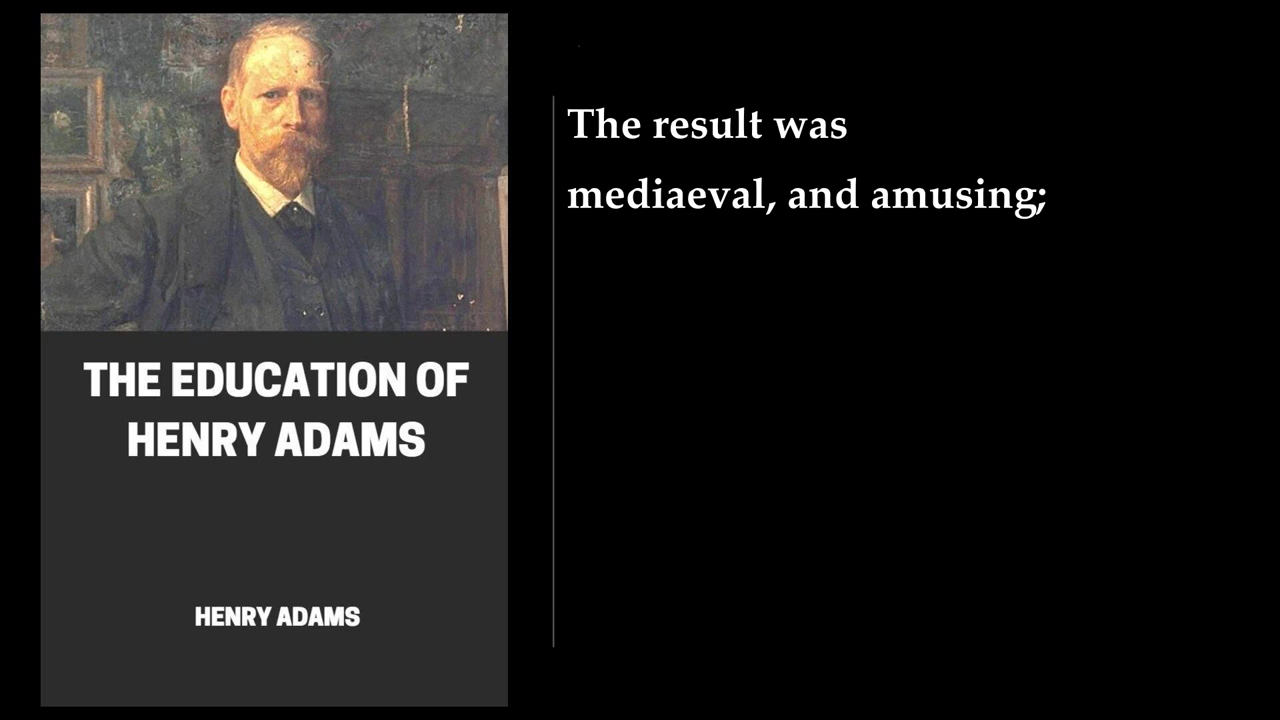 THE EDUCATION OF
HENRY ADAMS
HENRY ADAMS
The result was
mediaeval, and amusing;